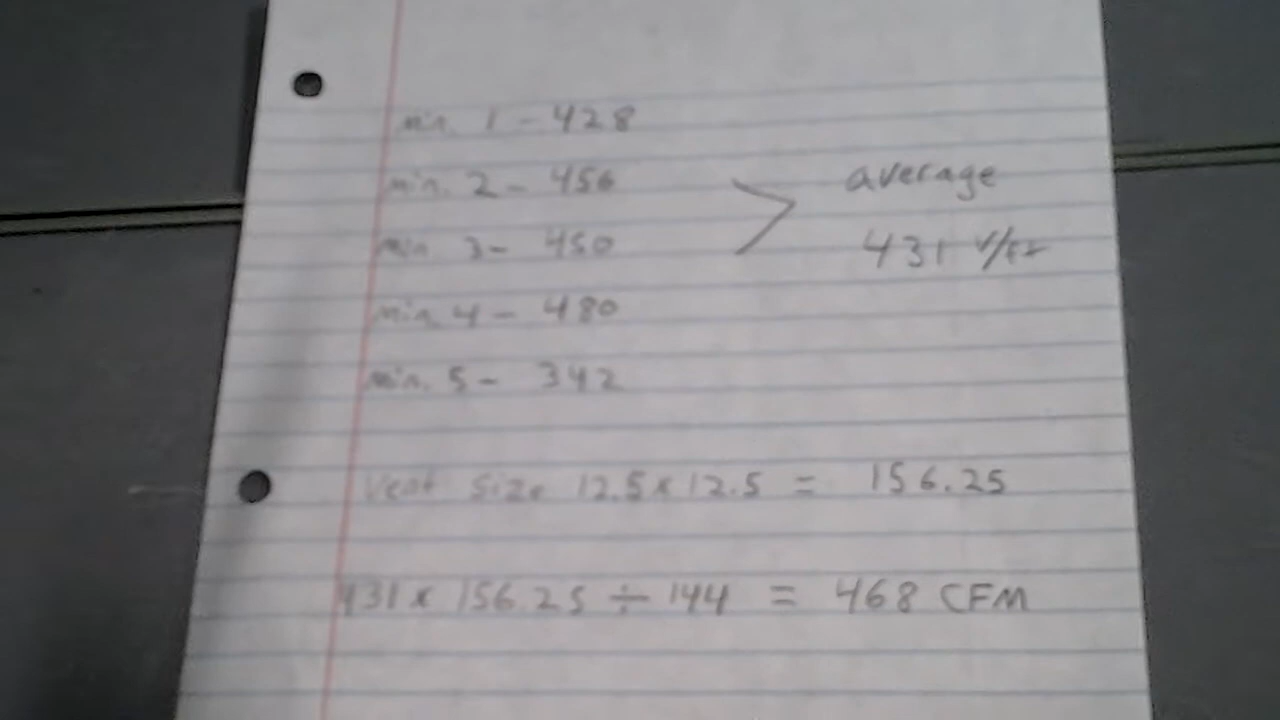 min. 1 - 428
min. 2 - 456
average
min 3 - 450
431 V/Fr
min. 4 - 480
min. 5 - 342
Vent Size 12.5 x 12.5 = 156.25
431 x 156.25 ÷ 144 = 468 CFM